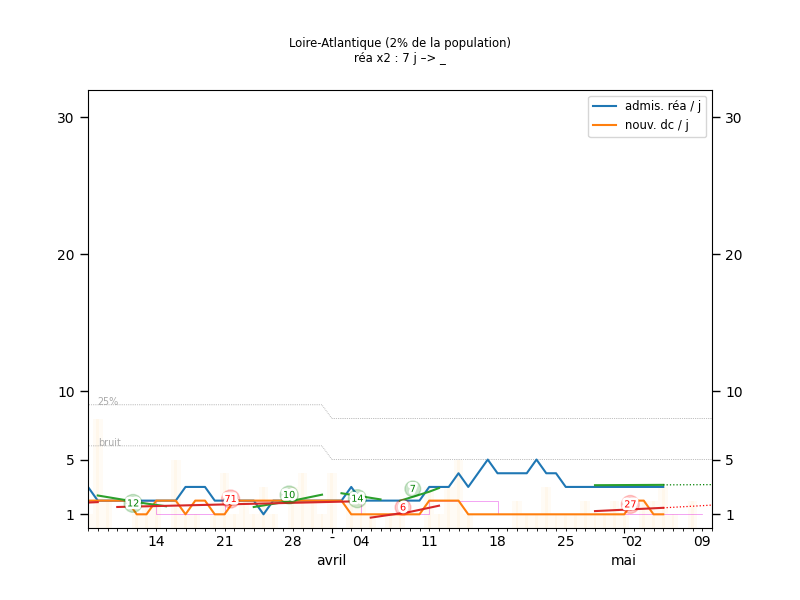 Loire-Atlantique (2% de la population)
réa x2 : 7 j –> _
admis. réa / j
nouv. dc / j
30 30
20 20
10 10
25%
bruit
5 5
1 1
12 71 10 14 7 6 27
14 21 28 - 04 11 18 25 -02 09
avril mai